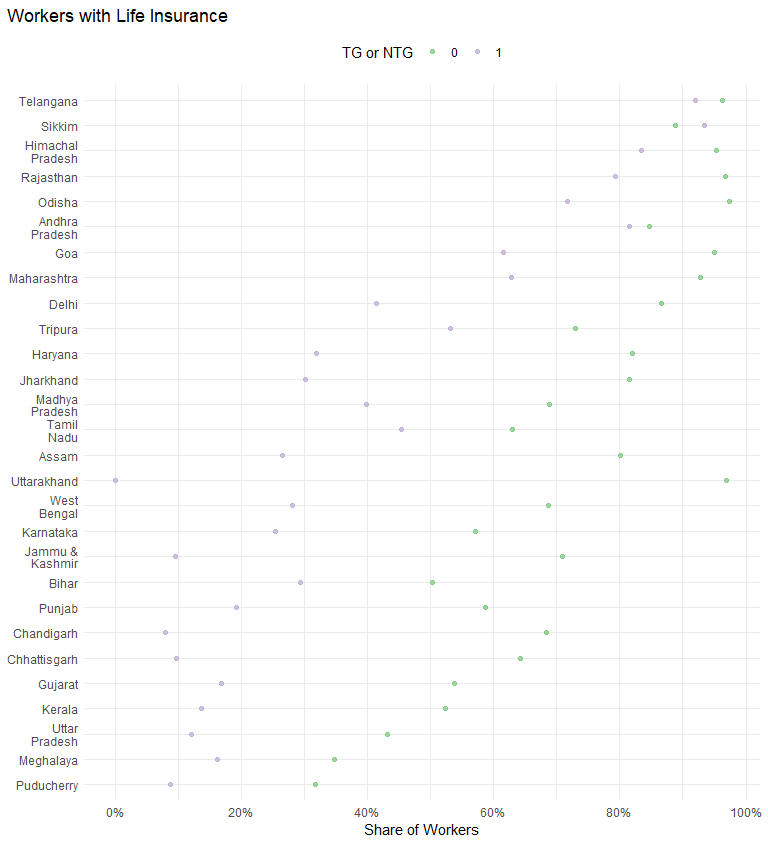 Workers with Life Insurance
TG or NTG 0 1
Telangana
Sikkim
Himachal
Pradesh
Rajasthan
Odisha
Andhra
Pradesh
Goa
Maharashtra
Delhi
Tripura
Haryana
Jharkhand
Madhya
Pradesh
Tamil
Nadu
Assam
Uttarakhand
West
Bengal
Karnataka
Jammu &
Kashmir
Bihar
Punjab
Chandigarh
Chhattisgarh
Gujarat
Kerala
Uttar
Pradesh
Meghalaya
Puducherry
0% 20% 40% 60% 80% 100%
Share of Workers